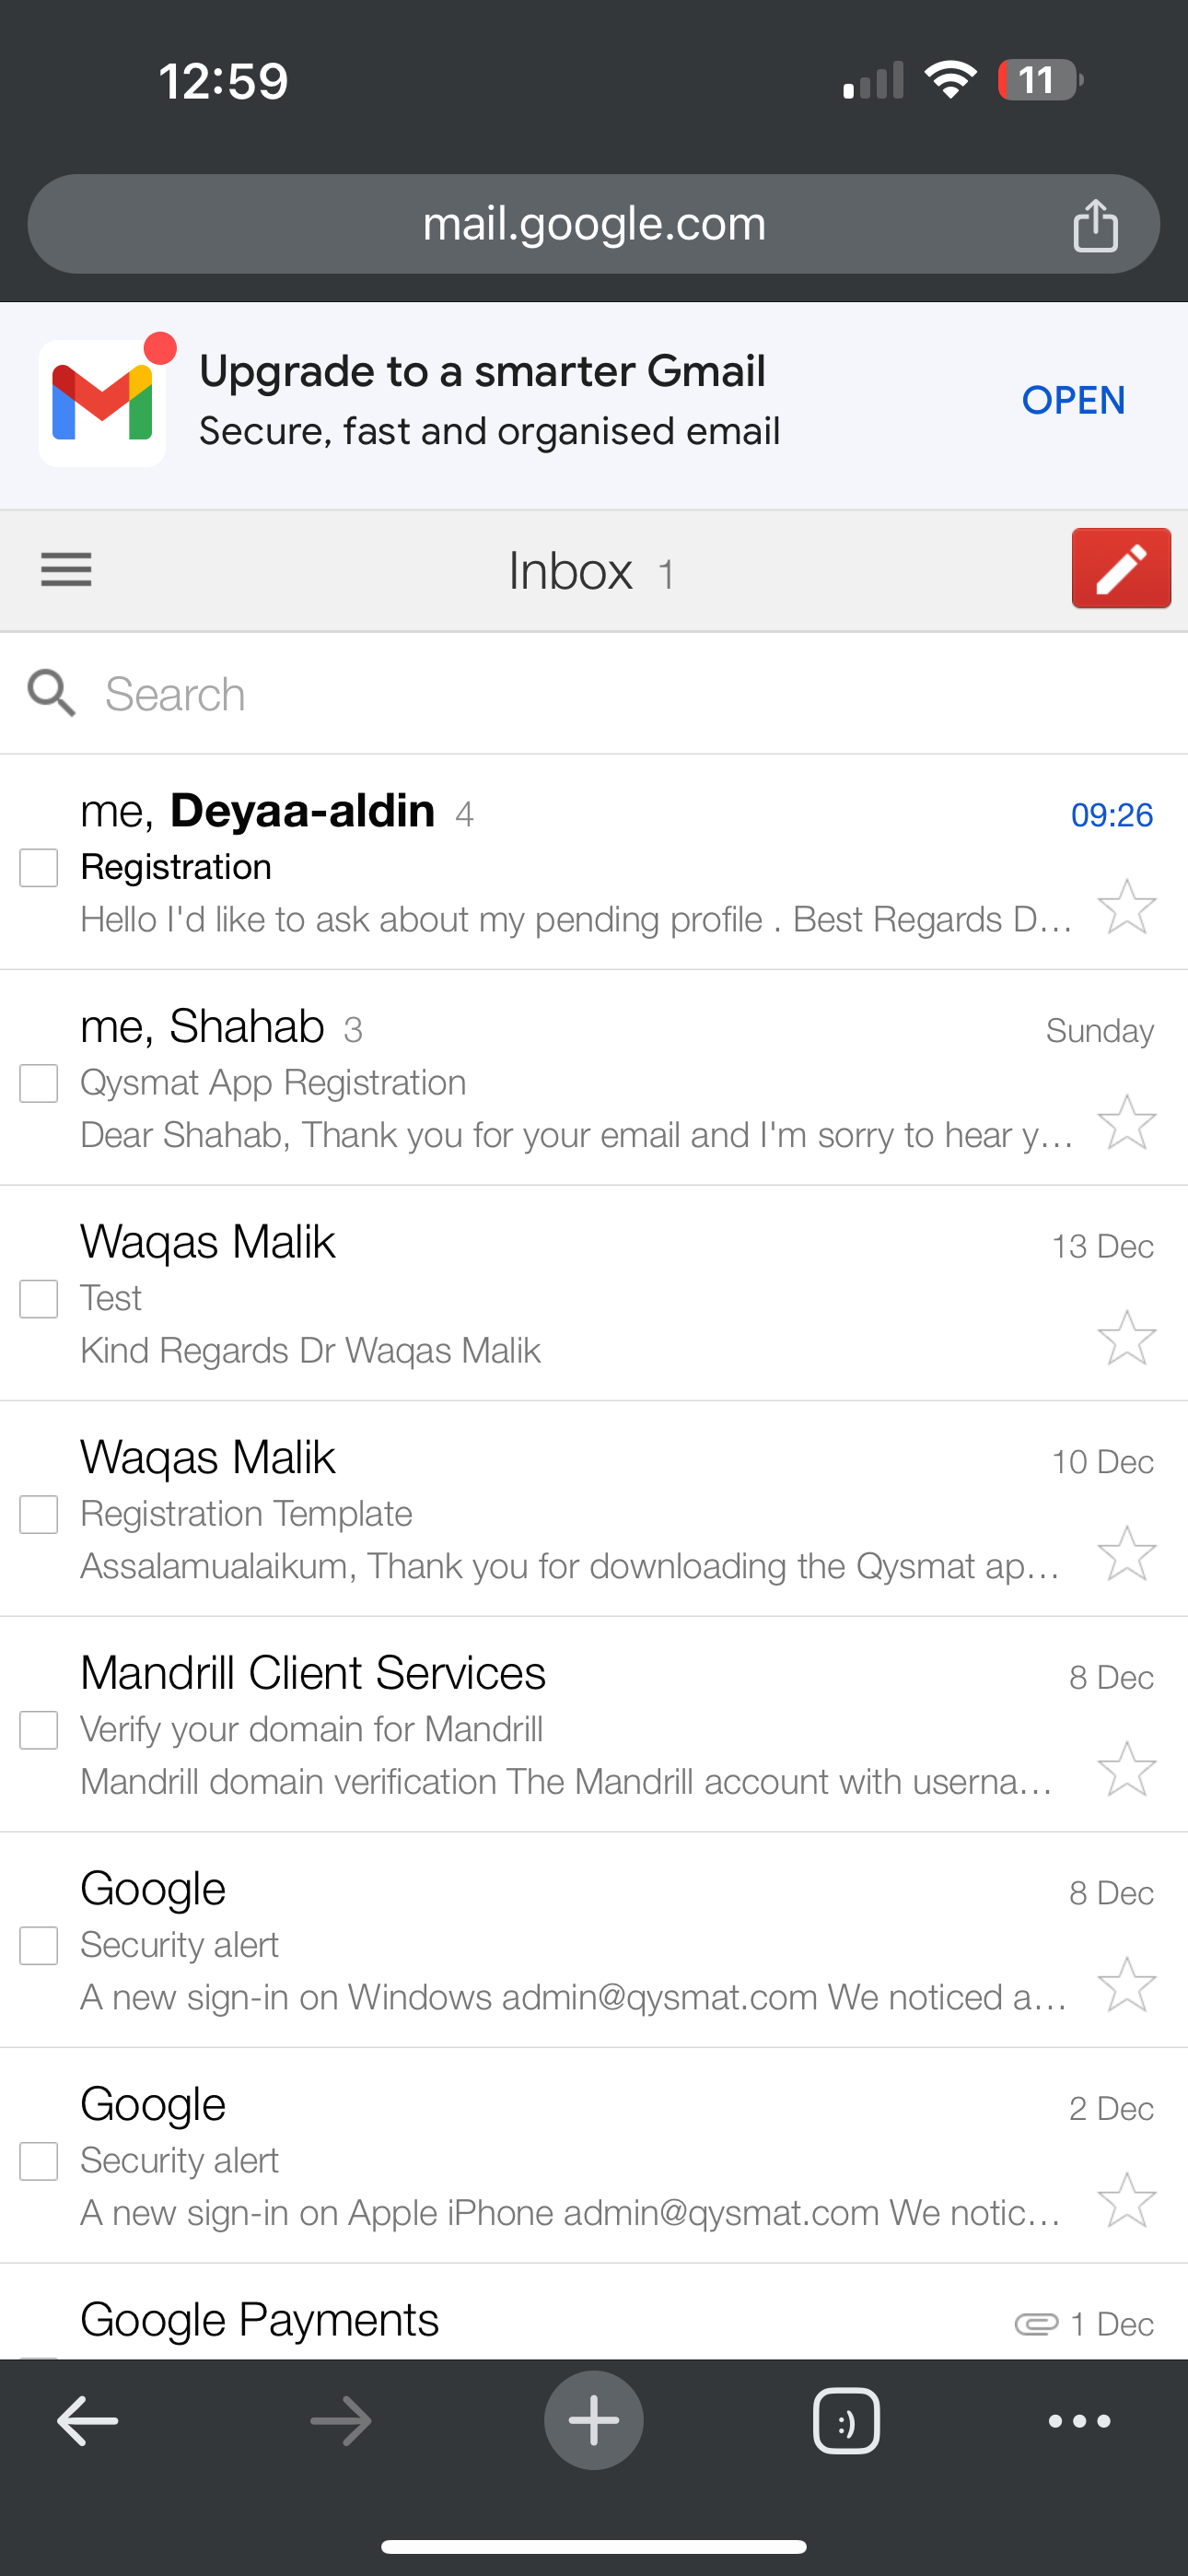 12:59
11
mail.google.com
Upgrade to a smarter Gmail
Secure, fast and organised email
OPEN
Inbox 1
Search
me, Deyaa-aldin 4 09:26
Registration
Hello I'd like to ask about my pending profile . Best Regards D...
me, Shahab 3 Sunday
Qysmat App Registration
Dear Shahab, Thank you for your email and I'm sorry to hear y...
Waqas Malik 13 Dec
Test
Kind Regards Dr Waqas Malik
Waqas Malik 10 Dec
Registration Template
Assalamualaikum, Thank you for downloading the Qysmat ap...
Mandrill Client Services 8 Dec
Verify your domain for Mandrill
Mandrill domain verification The Mandrill account with userna...
Google 8 Dec
Security alert
A new sign-in on Windows admin@qysmat.com We noticed a...
Google 2 Dec
Security alert
A new sign-in on Apple iPhone admin@qysmat.com We notic...
Google Payments 1 Dec
:)